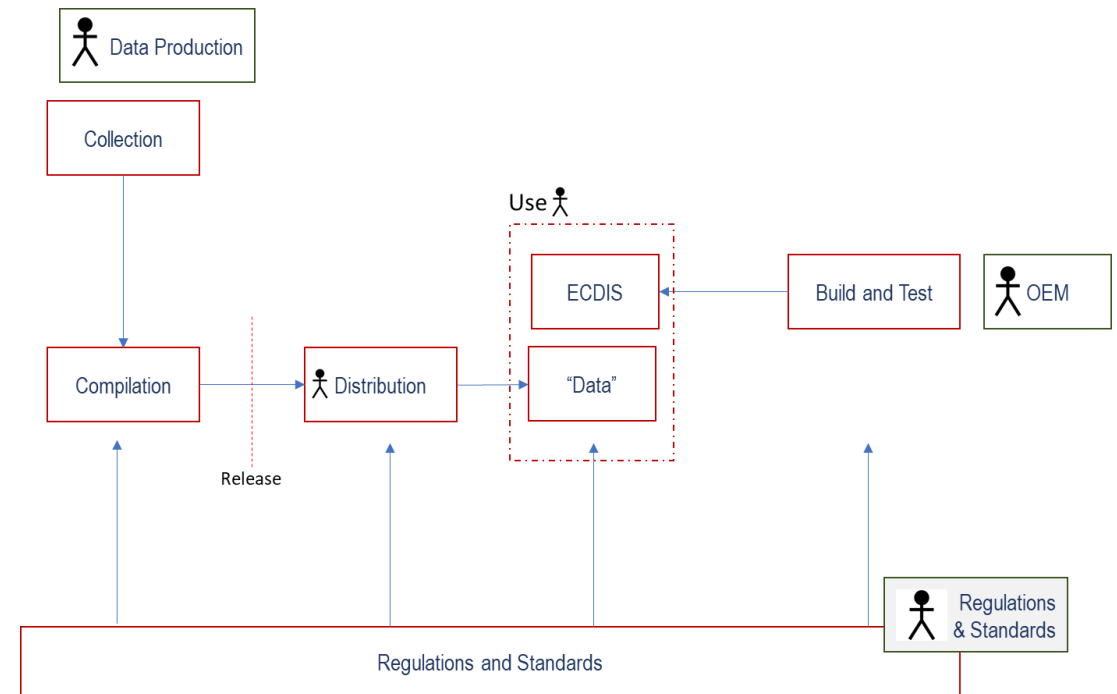 Data Production
Collection
Use
ECDIS
Build and Test
OEM
Compilation
Distribution
“Data”
Release
Regulations
& Standards
Regulations and Standards